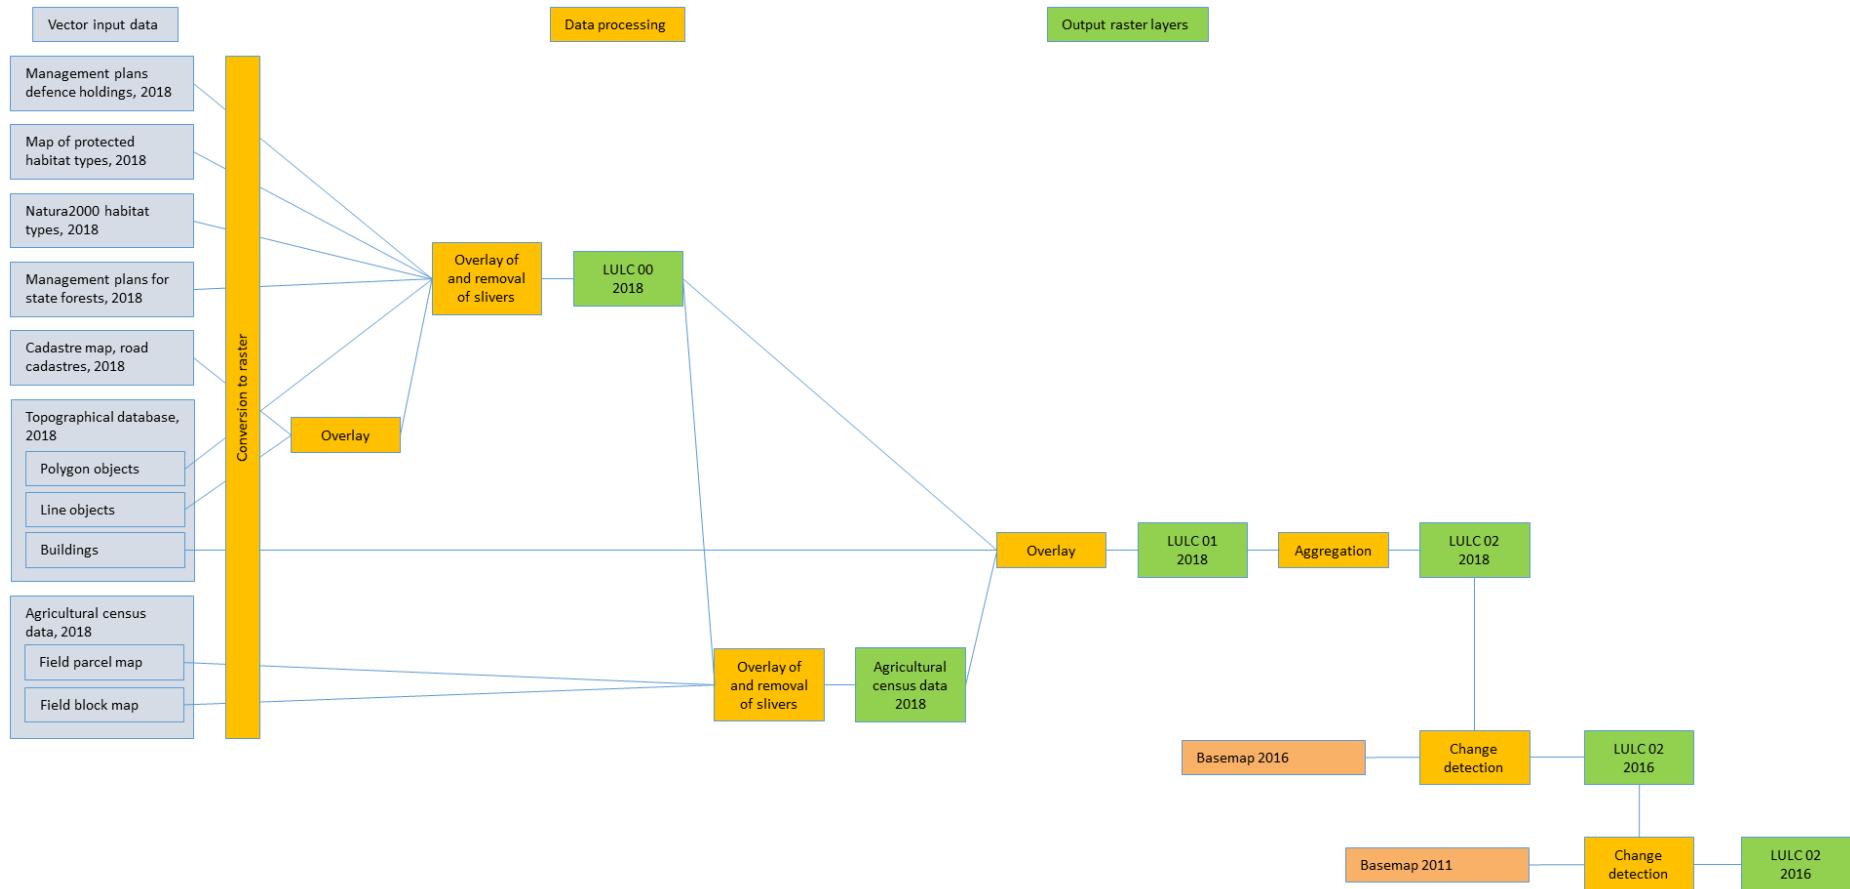 Vector input data
Data processing
Output raster layers
Management plans
defence holdings, 2018
Map of protected
habitat types, 2018
Natura2000 habitat
types, 2018
Management plans for
state forests, 2018
Cadastre map, road
cadastres, 2018
Topographical database,
2018
Polygon objects
Line objects
Buildings
Agricultural census
data, 2018
Field parcel map
Field block map
Conversion to raster
Overlay
Overlay of
and removal
of slivers
LULC 00
2018
Overlay of
and removal
of slivers
Agricultural
census data
2018
Overlay
LULC 01
2018
Aggregation
LULC 02
2018
Basemap 2016
Change
detection
LULC 02
2016
Basemap 2011
Change
detection
LULC 02
2016